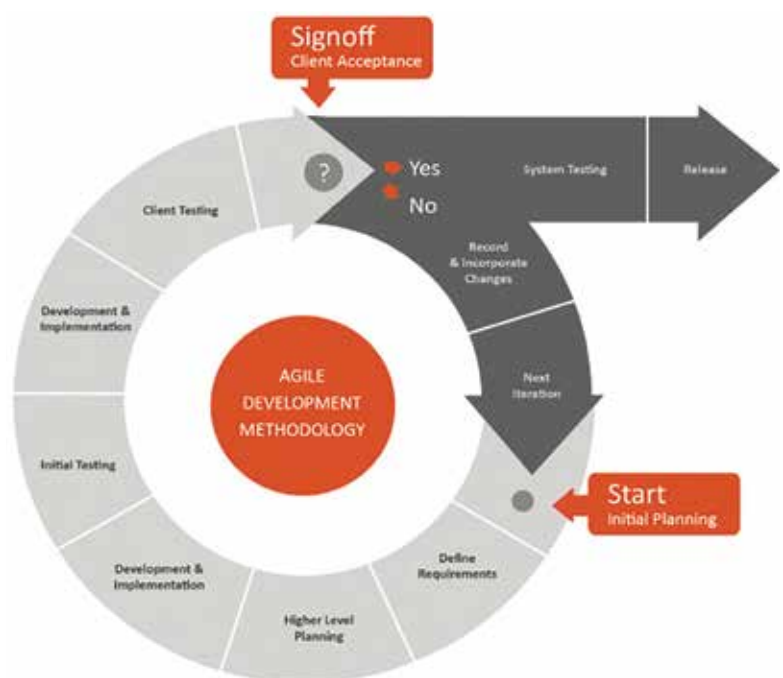 Signoff
Client Acceptance
?
Yes
No
System Testing
Release
Client Testing
Record
& Incorporate
Changes
Development &
Implementation
AGILE
DEVELOPMENT
METHODOLOGY
Next
Iteration
Initial Testing
Start
Initial Planning
Development &
Implementation
Define
Requirements
Higher Level
Planning